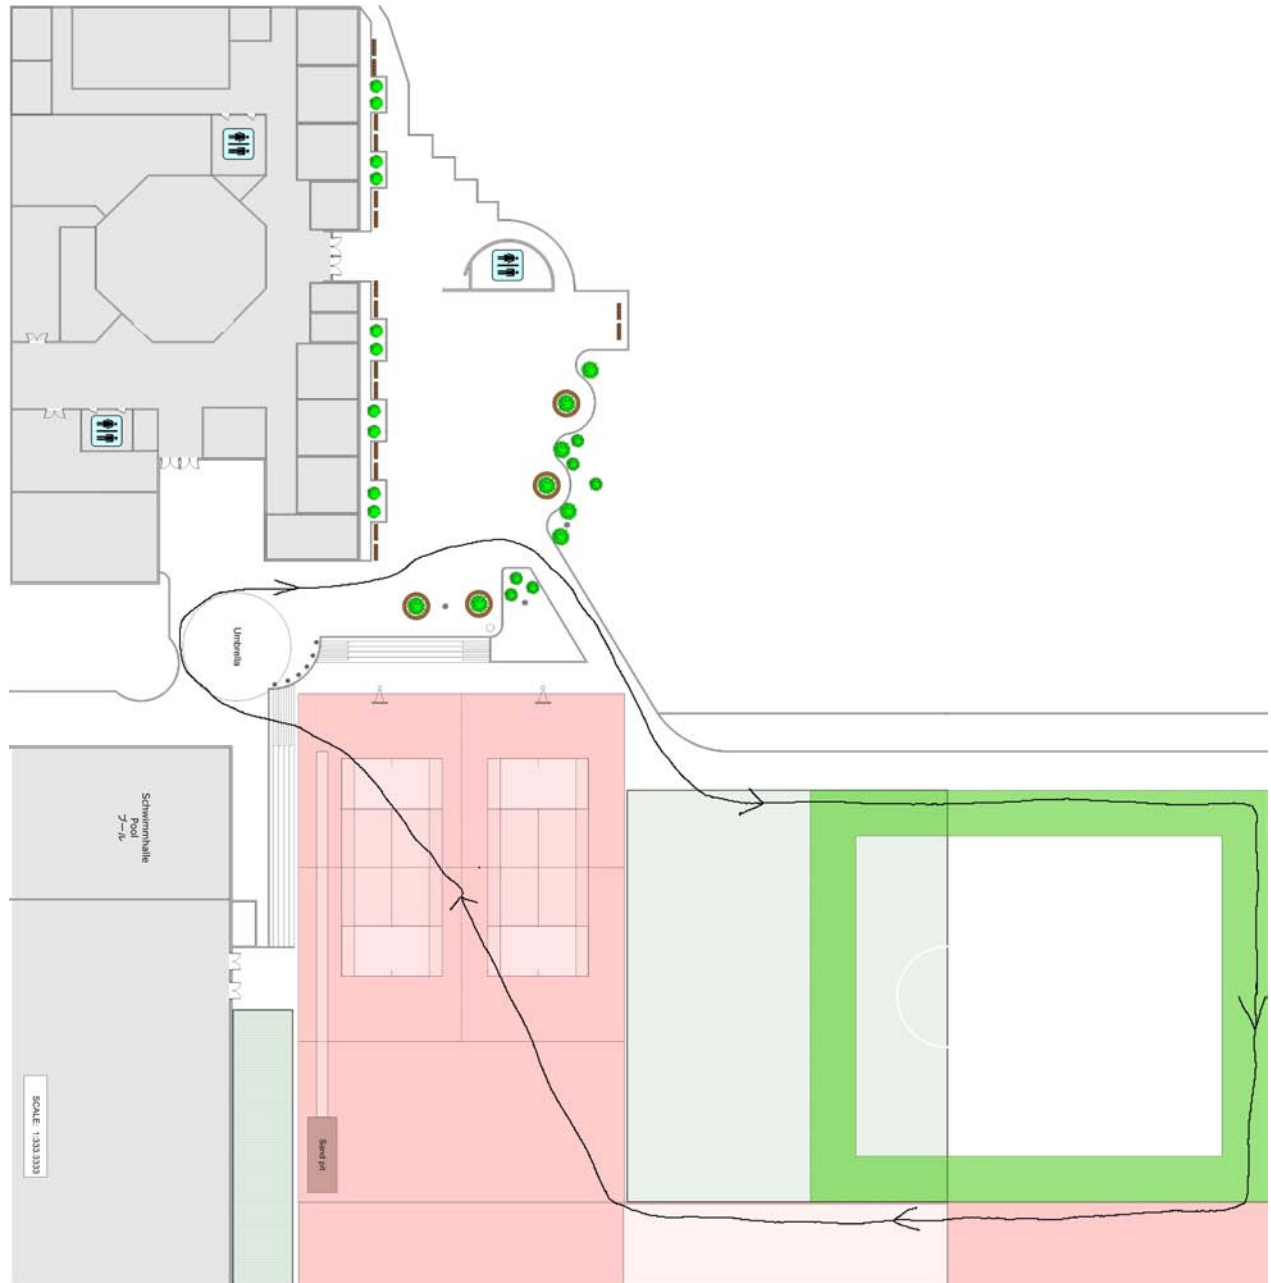 Umbrella
Schwimmhalle
Pool
プール
SCALE: 1:333.3333
Sand pit